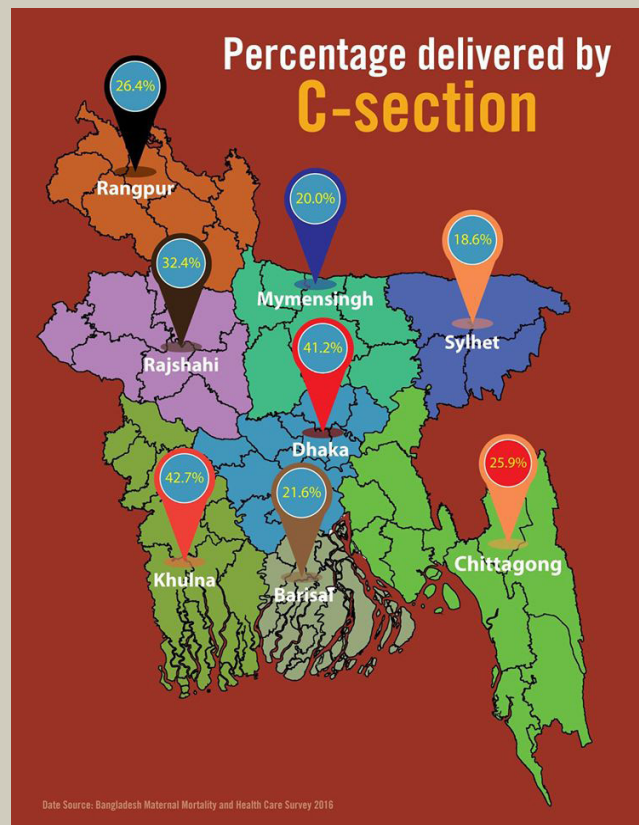 Percentage delivered by
C-section
26.4%
Rangpur
20.0%
Mymensingh
18.6%
Sylhet
32.4%
Rajshahi
41.2%
Dhaka
42.7%
Khulna
21.6%
Barisal
25.9%
Chittagong
Date Source: Bangladesh Maternal Mortality and Health Care Survey 2016